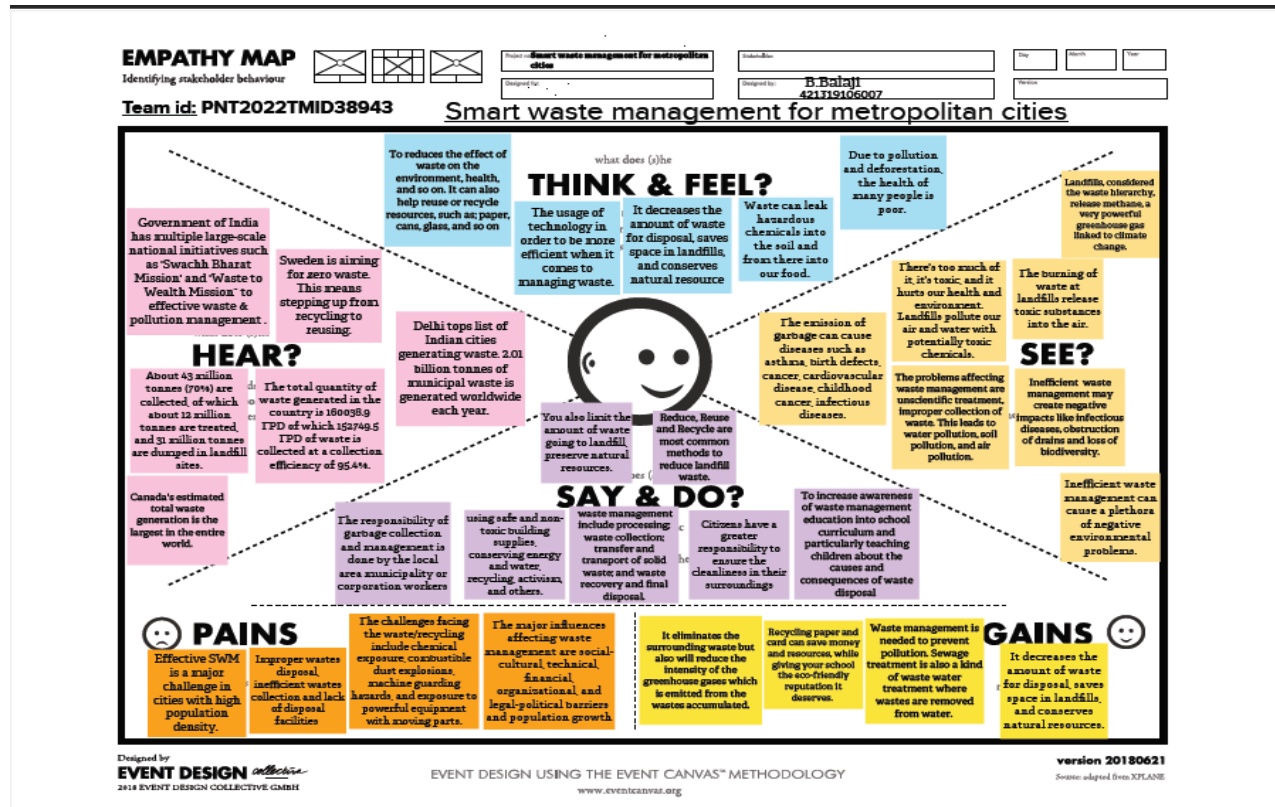 EMPATHY MAP
Identifying stakeholder behaviour
Team id: PNT2022TMID38943
Smart waste menagement for metropolitan
cities
Designed for:
Stakeholder
Designed by:
B.Balaji
421319106007
Day
Month
Year
Version
Smart waste management for metropolitan cities
what does (s)he
THINK & FEEL?
To reduces the effect of
waste on the
environment, health,
and so on. It can also
help reuse or recycle
resources, such as; paper,
cans, glass, and so on
The usage of
technology in
order to be more
efficient when it
comes to
managing waste.
It decreases the
amount of waste
for disposal, saves
space in landfills,
and conserves
natural resource
Waste can leak
hazardous
chemicals into
the soil and
from there into
our food.
Due to pollution
and deforestation,
the health of
many people is
poor.
HEAR?
Government of India
has multiple large-scale
national initiatives such
as 'Swachh Bharat
Mission' and 'Waste to
Wealth Mission" to
effective waste &
pollution management .
Sweden is aiming
for zero waste.
This means
stepping up from
recycling to
reusing.
Delhi tops list of
Indian cities
generating waste. 2.01
billion tonnes of
municipal waste is
generated worldwide
each year.
About 43 million
tonnes (70%) are
collected, of which
about 12 million
tonnes are treated,
and 31 million tonnes
are dumped in landfill
sites.
The total quantity of
waste generated in the
country is 160038.9
TPD of which 152749.5
TPD of waste is
collected at a collection
efficiency of 95.4%.
Canada's estimated
total waste
generation is the
largest in the entire
world.
SEE?
Landfills, considered
the waste hierarchy,
release methane, a
very powerful
greenhouse gas
linked to climate
change.
There's too much of
it, it's toxic, and it
hurts our health and
environment.
Landfills pollute our
air and water with
potentially toxic
chemicals.
The burning of
waste at
landfills release
toxic substances
into the air.
The emission of
garbage can cause
diseases such as
asthma, birth defects,
cancer, cardiovascular
disease, childhood
cancer, infectious
diseases.
The problems affecting
waste management are
unscientific treatment,
improper collection of
waste. This leads to
water pollution, soil
pollution, and air
pollution.
Inefficient waste
management may
create negative
impacts like infectious
diseases, obstruction
of drains and loss of
biodiversity.
Inefficient waste
management can
cause a plethora
of negative
environmental
problems.
You also limit the
amount of waste
going to landfill,
preserve natural
resources.
Reduce, Reuse
and Recycle are
most common
methods to
reduce landfill
waste.
SAY & DO?
The responsibility of
garbage collection
and management is
done by the local
area municipality or
corporation workers
using safe and non-
toxic building
supplies,
conserving energy
and water,
recycling, activism,
and others.
waste management
include processing;
waste collection;
transfer and
transport of solid
waste; and waste
recovery and final
disposal.
Citizens have a
greater
responsibility to
ensure the
cleanliness in their
surroundings
To increase awareness
of waste management
education into school
curriculum and
particularly teaching
children about the
causes and
consequences of waste
disposal
PAINS
Effective SWM
is a major
challenge in
cities with high
population
density.
Improper wastes
disposal,
inefficient wastes
collection and lack
of disposal
facilities
The challenges facing
the waste/recycling
include chemical
exposure, combustible
dust explosions,
machine guarding
hazards, and exposure to
powerful equipment
with moving parts.
The major influences
affecting waste
management are social-
cultural, technical,
financial,
organizational, and
legal-political barriers
and population growth
GAINS
It eliminates the
surrounding waste but
also will reduce the
intensity of the
greenhouse gases which
is emitted from the
wastes accumulated.
Recycling paper and
card can save money
and resources, while
giving your school
the eco-friendly
reputation it
deserves.
Waste management is
needed to prevent
pollution. Sewage
treatment is also a kind
of waste water
treatment where
wastes are removed
from water.
It decreases the
amount of waste
for disposal, saves
space in landfills,
and conserves
natural resources.
Designed by
EVENT DESIGN collective
2018 EVENT DESIGN COLLECTIVE GMBH
EVENT DESIGN USING THE EVENT CANVAS™ METHODOLOGY
www.eventcanvas.org
version 20180621
Source: adapted from XPLANE